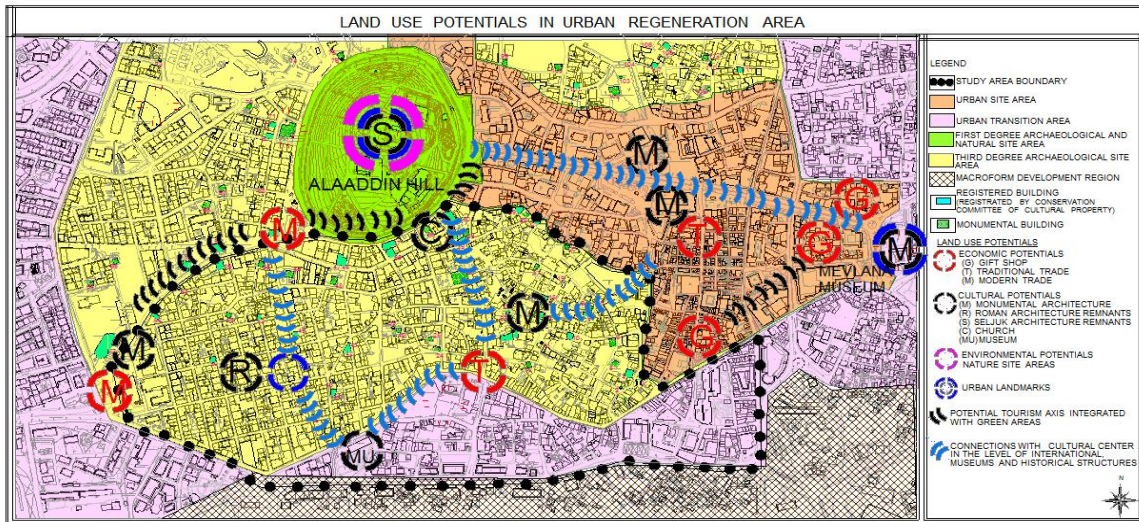 LAND USE POTENTIALS IN URBAN REGENERATION AREA
S
ALAADDIN HILL
M
M
G
M
C
T
G
M
MEVLANA
MUSEUM
M
M
G
R
T
M
MU
LEGEND
STUDY AREA BOUNDARY
URBAN SITE AREA
URBAN TRANSITION AREA
FIRST DEGREE ARCHAEOLOGICAL AND
NATURAL SITE AREA
THIRD DEGREE ARCHAEOLOGICAL SITE
AREA
MACROFORM DEVELOPMENT REGION
REGISTERED BUILDING
(REGISTRATED BY CONSERVATION
COMMITTEE OF CULTURAL PROPERTY)
MONUMENTAL BUILDING
LAND USE POTENTIALS
ECONOMIC POTENTIALS
(G) GIFT SHOP
(T) TRADITIONAL TRADE
(M) MODERN TRADE
CULTURAL POTENTIALS
(M) MONUMENTAL ARCHITECTURE
(R) ROMAN ARCHITECTURE REMNANTS
(S) SELJUK ARCHITECTURE REMNANTS
(C) CHURCH
(MU) MUSEUM
ENVIRONMENTAL POTENTIALS
NATURE SITE AREAS
URBAN LANDMARKS
POTENTIAL TOURISM AXIS INTEGRATED
WITH GREEN AREAS
CONNECTIONS WITH CULTURAL CENTER
IN THE LEVEL OF INTERNATIONAL,
MUSEUMS AND HISTORICAL STRUCTURES
N